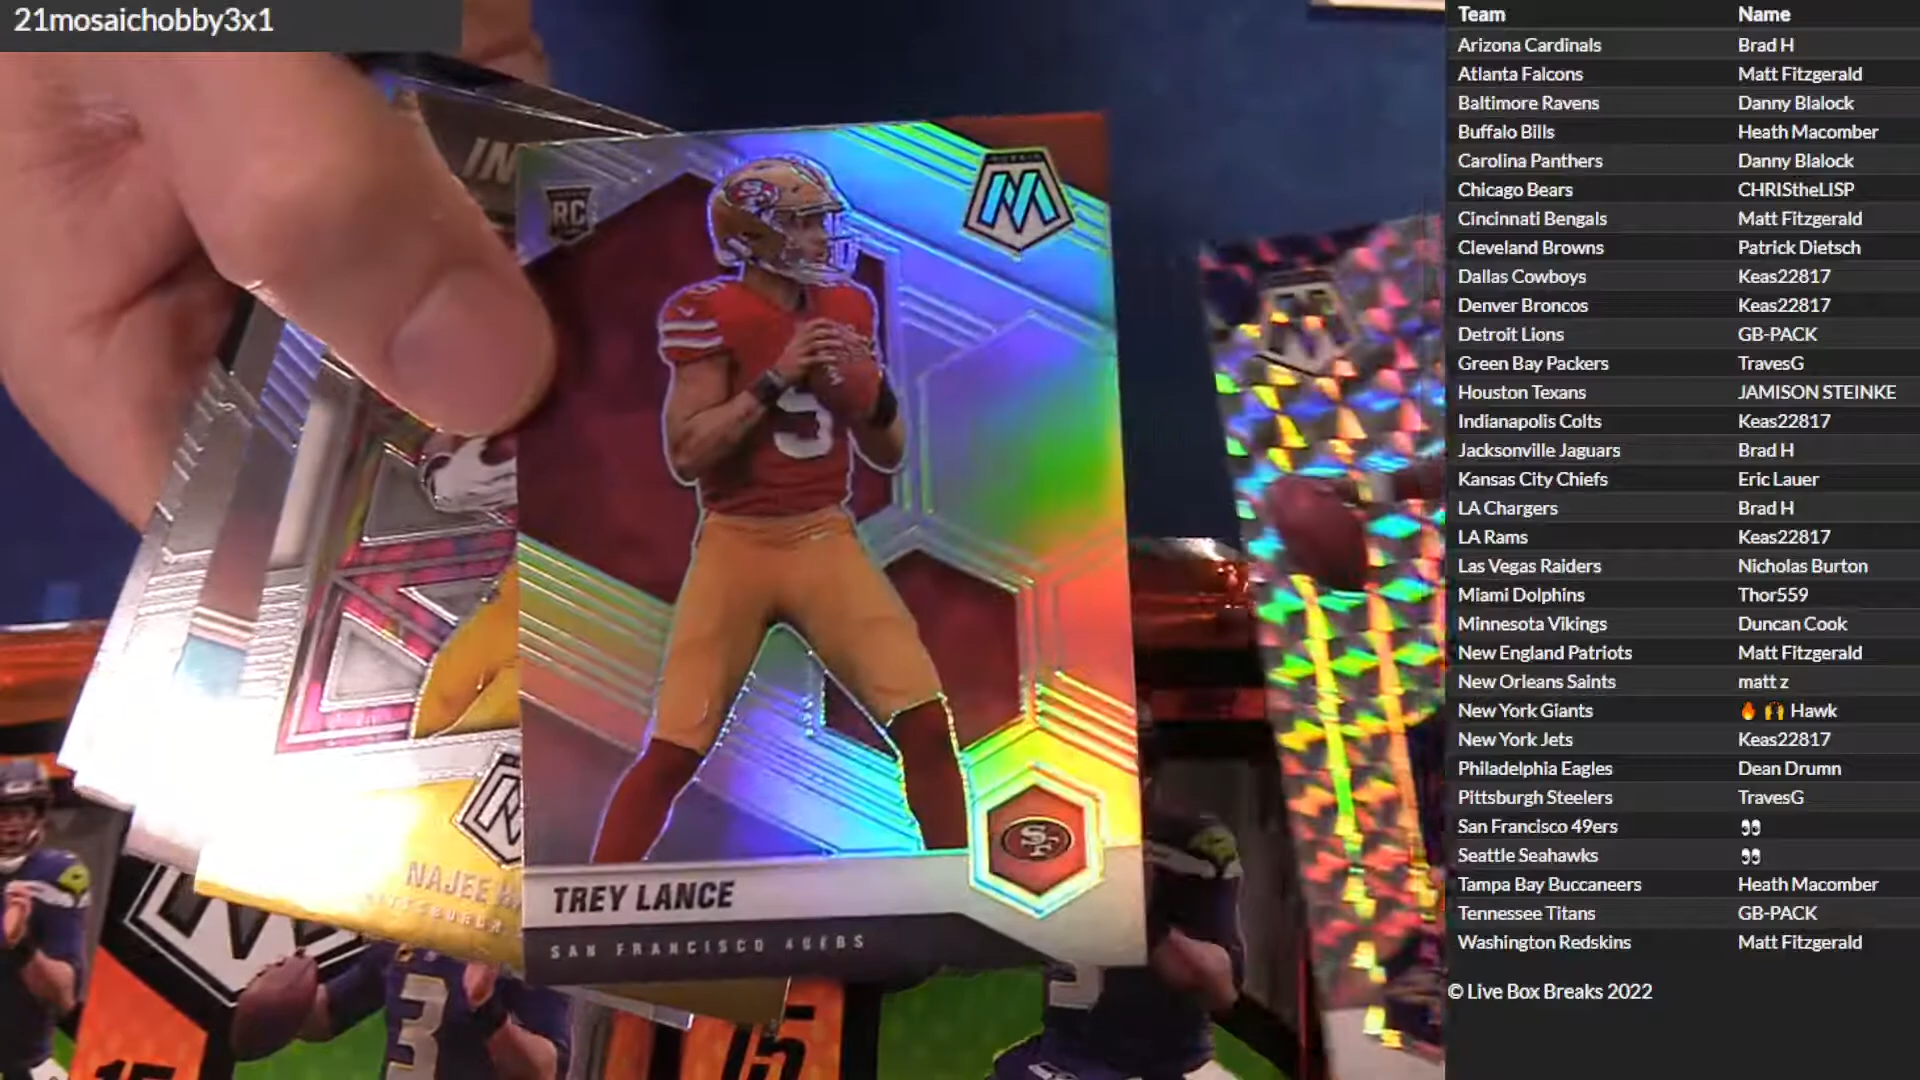 21mosaichobby3x1
IN
RC
MOSAIC
M
5
NAJEE
PITTSBURGH
TREY LANCE
SAN FRANCISCO 49ERS
SF
3
15
Team Name
Arizona Cardinals Brad H
Atlanta Falcons Matt Fitzgerald
Baltimore Ravens Danny Blalock
Buffalo Bills Heath Macomber
Carolina Panthers Danny Blalock
Chicago Bears CHRIStheLISP
Cincinnati Bengals Matt Fitzgerald
Cleveland Browns Patrick Dietsch
Dallas Cowboys Keas22817
Denver Broncos Keas22817
Detroit Lions GB-PACK
Green Bay Packers TravesG
Houston Texans JAMISON STEINKE
Indianapolis Colts Keas22817
Jacksonville Jaguars Brad H
Kansas City Chiefs Eric Lauer
LA Chargers Brad H
LA Rams Keas22817
Las Vegas Raiders Nicholas Burton
Miami Dolphins Thor559
Minnesota Vikings Duncan Cook
New England Patriots Matt Fitzgerald
New Orleans Saints matt z
New York Giants 🔥 🙌 Hawk
New York Jets Keas22817
Philadelphia Eagles Dean Drumn
Pittsburgh Steelers TravesG
San Francisco 49ers 👀
Seattle Seahawks 👀
Tampa Bay Buccaneers Heath Macomber
Tennessee Titans GB-PACK
Washington Redskins Matt Fitzgerald
© Live Box Breaks 2022